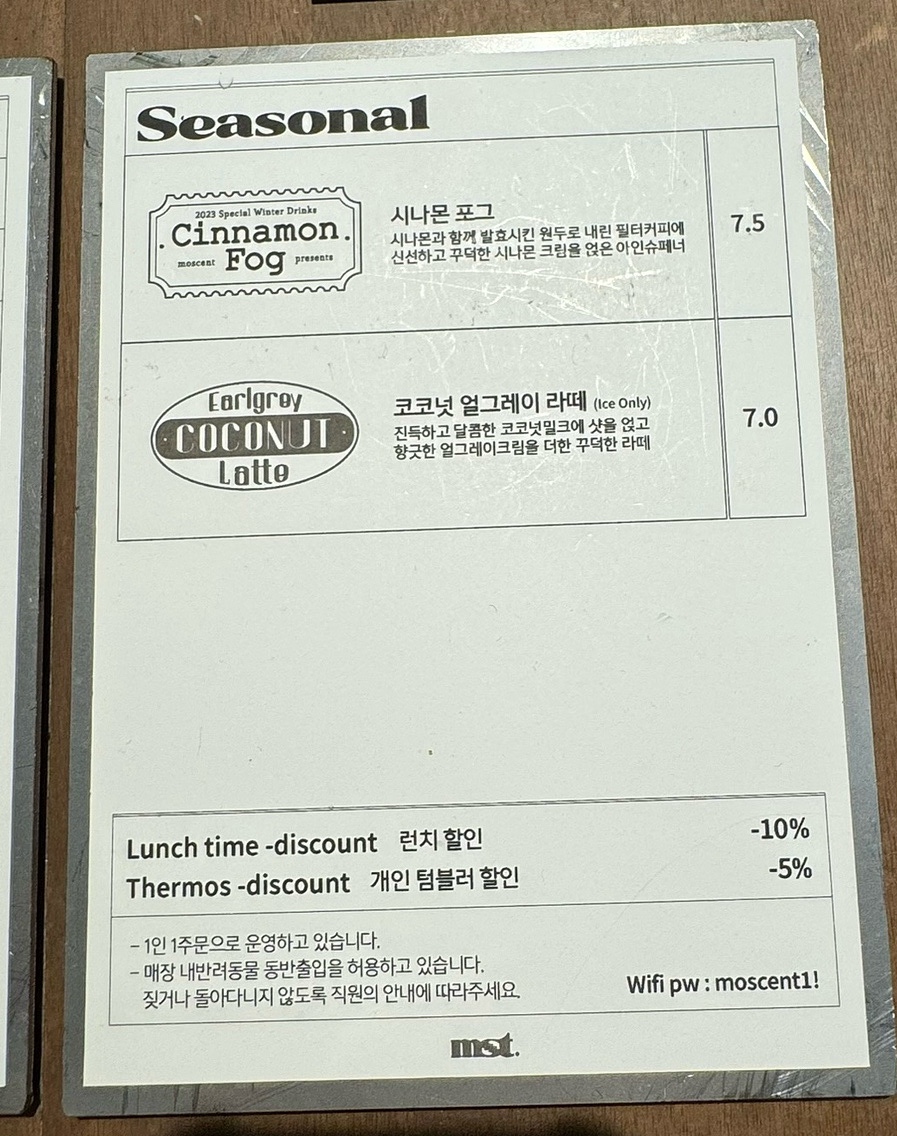 Seasonal
2023 Special Winter Drinks
Cinnamon
moscent Fog presents
시나몬 포그
시나몬과 함께 발효시킨 원두로 내린 필터커피에
신선하고 꾸덕한 시나몬 크림을 얹은 아인슈페너
7.5
Earlgrey
COCONUT
Latte
코코넛 얼그레이 라떼 (Ice Only)
진득하고 달콤한 코코넛밀크에 샷을 얹고
향긋한 얼그레이크림을 더한 꾸덕한 라떼
7.0
Lunch time -discount 런치 할인 -10%
Thermos -discount 개인 텀블러 할인 -5%
– 1인 1주문으로 운영하고 있습니다.
– 매장 내반려동물 동반출입을 허용하고 있습니다.
짖거나 돌아다니지 않도록 직원의 안내에 따라주세요.
Wifi pw : moscent1!
mst.